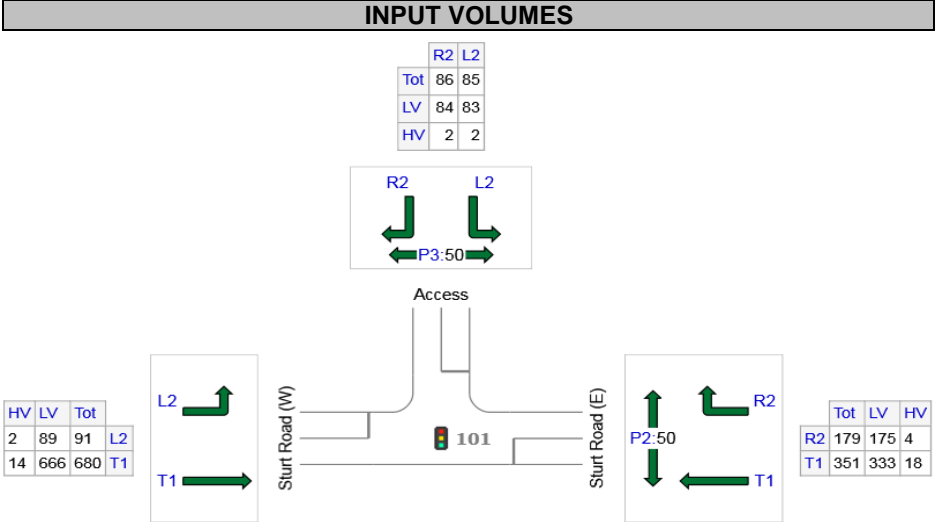 INPUT VOLUMES
R2 L2
Tot 86 85
LV 84 83
HV 2 2
R2 L2
P3:50
Access
L2
T1
HV LV Tot
2 89 91 L2
14 666 680 T1
Sturt Road (W)
101
Sturt Road (E)
R2
P2:50
T1
Tot LV HV
R2 179 175 4
T1 351 333 18